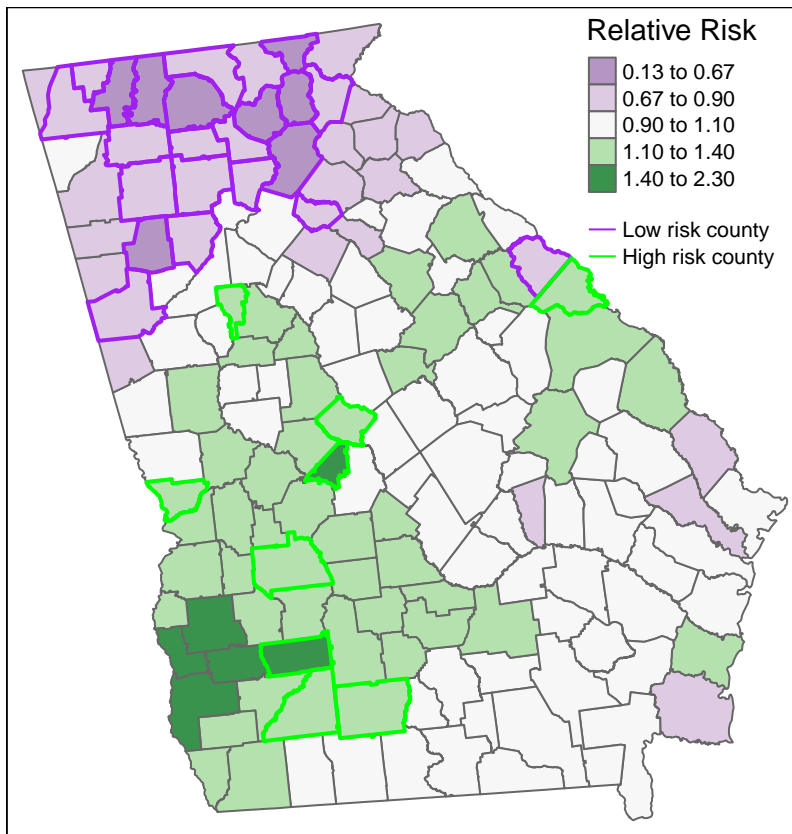 Relative Risk
0.13 to 0.67
0.67 to 0.90
0.90 to 1.10
1.10 to 1.40
1.40 to 2.30
Low risk county
High risk county